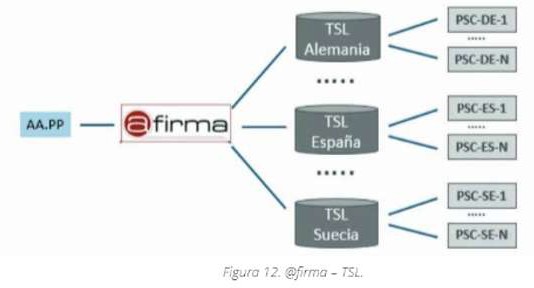 TSL
Alemania
PSC-DE-1
.....
PSC-DE-N
.....
AA.PP
@firma
TSL
España
PSC-ES-1
.....
PSC-ES-N
.....
TSL
Suecia
PSC-SE-1
.....
PSC-SE-N
Figura 12. @firma – TSL.